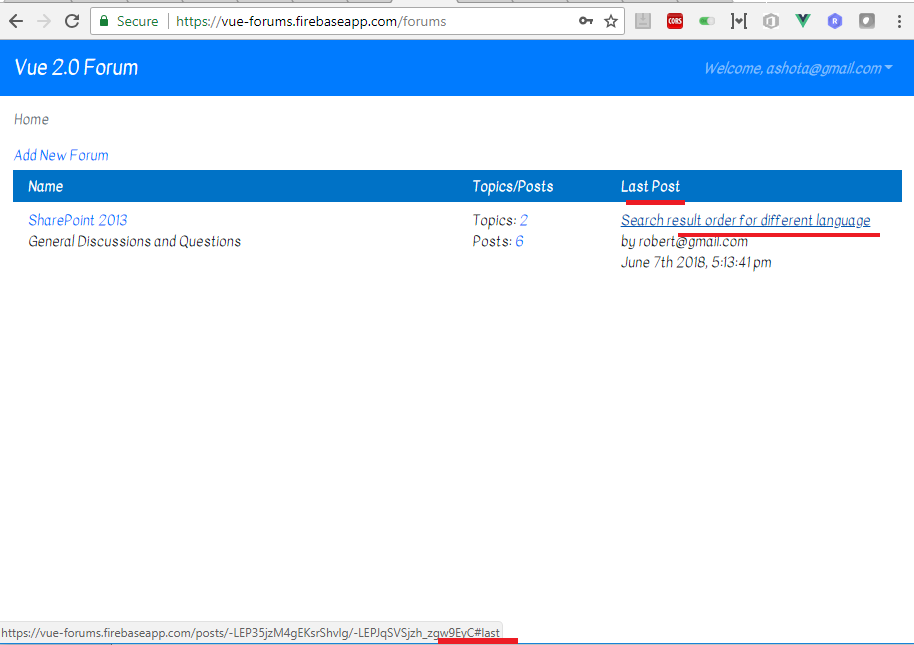 Secure https://vue-forums.firebaseapp.com/forums
CORS
R
Vue 2.0 Forum
Welcome, ashota@gmail.com
Home
Add New Forum
Name Topics/Posts Last Post
SharePoint 2013 Topics: 2 Search result order for different language
General Discussions and Questions Posts: 6 by robert@gmail.com
June 7th 2018, 5:13:41 pm
https://vue-forums.firebaseapp.com/posts/-LEP35jzM4gEKsrShvIg/-LEPJqSVSjzh_zgw9EyC#last